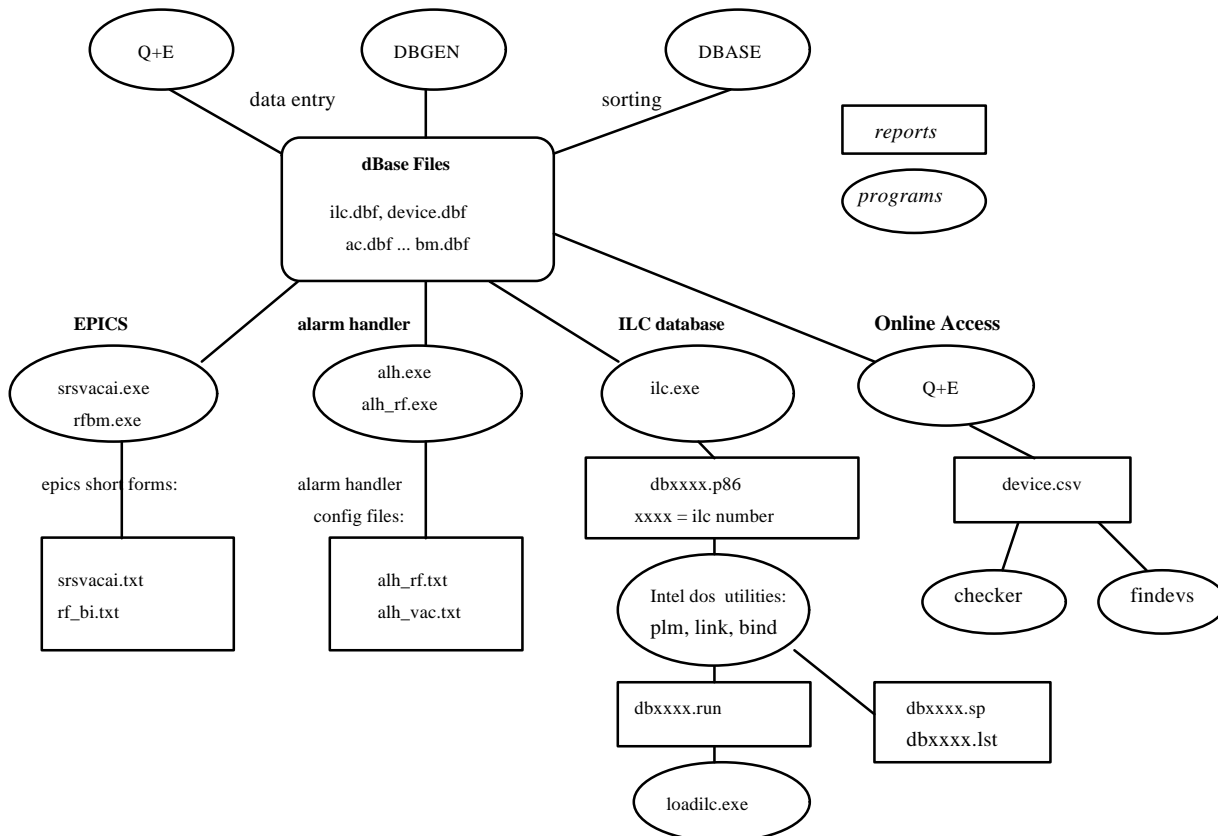 Q+E
DBGEN
DBASE
data entry
sorting
reports
programs
dBase Files
ilc.dbf, device.dbf
ac.dbf ... bm.dbf
EPICS
alarm handler
ILC database
Online Access
srsvacai.exe
rfbm.exe
alh.exe
alh_rf.exe
ilc.exe
Q+E
epics short forms:
alarm handler
config files:
dbxxxx.p86
xxxx = ilc number
device.csv
srsvacai.txt
rf_bi.txt
alh_rf.txt
alh_vac.txt
Intel dos utilities:
plm, link, bind
checker
findevs
dbxxxx.run
dbxxxx.sp
dbxxxx.lst
loadilc.exe